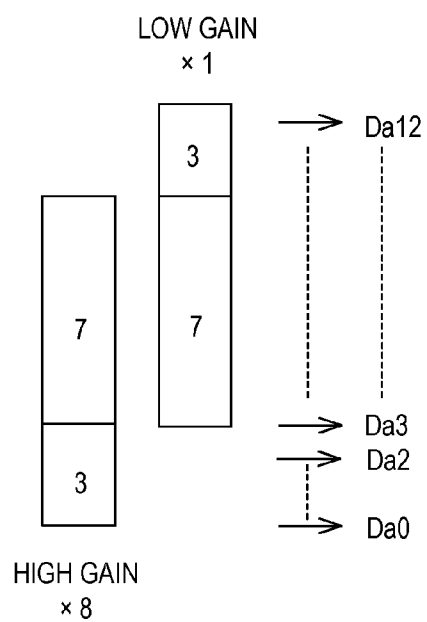 LOW GAIN
× 1
3
Da12
7
7
Da3
Da2
3
Da0
HIGH GAIN
× 8